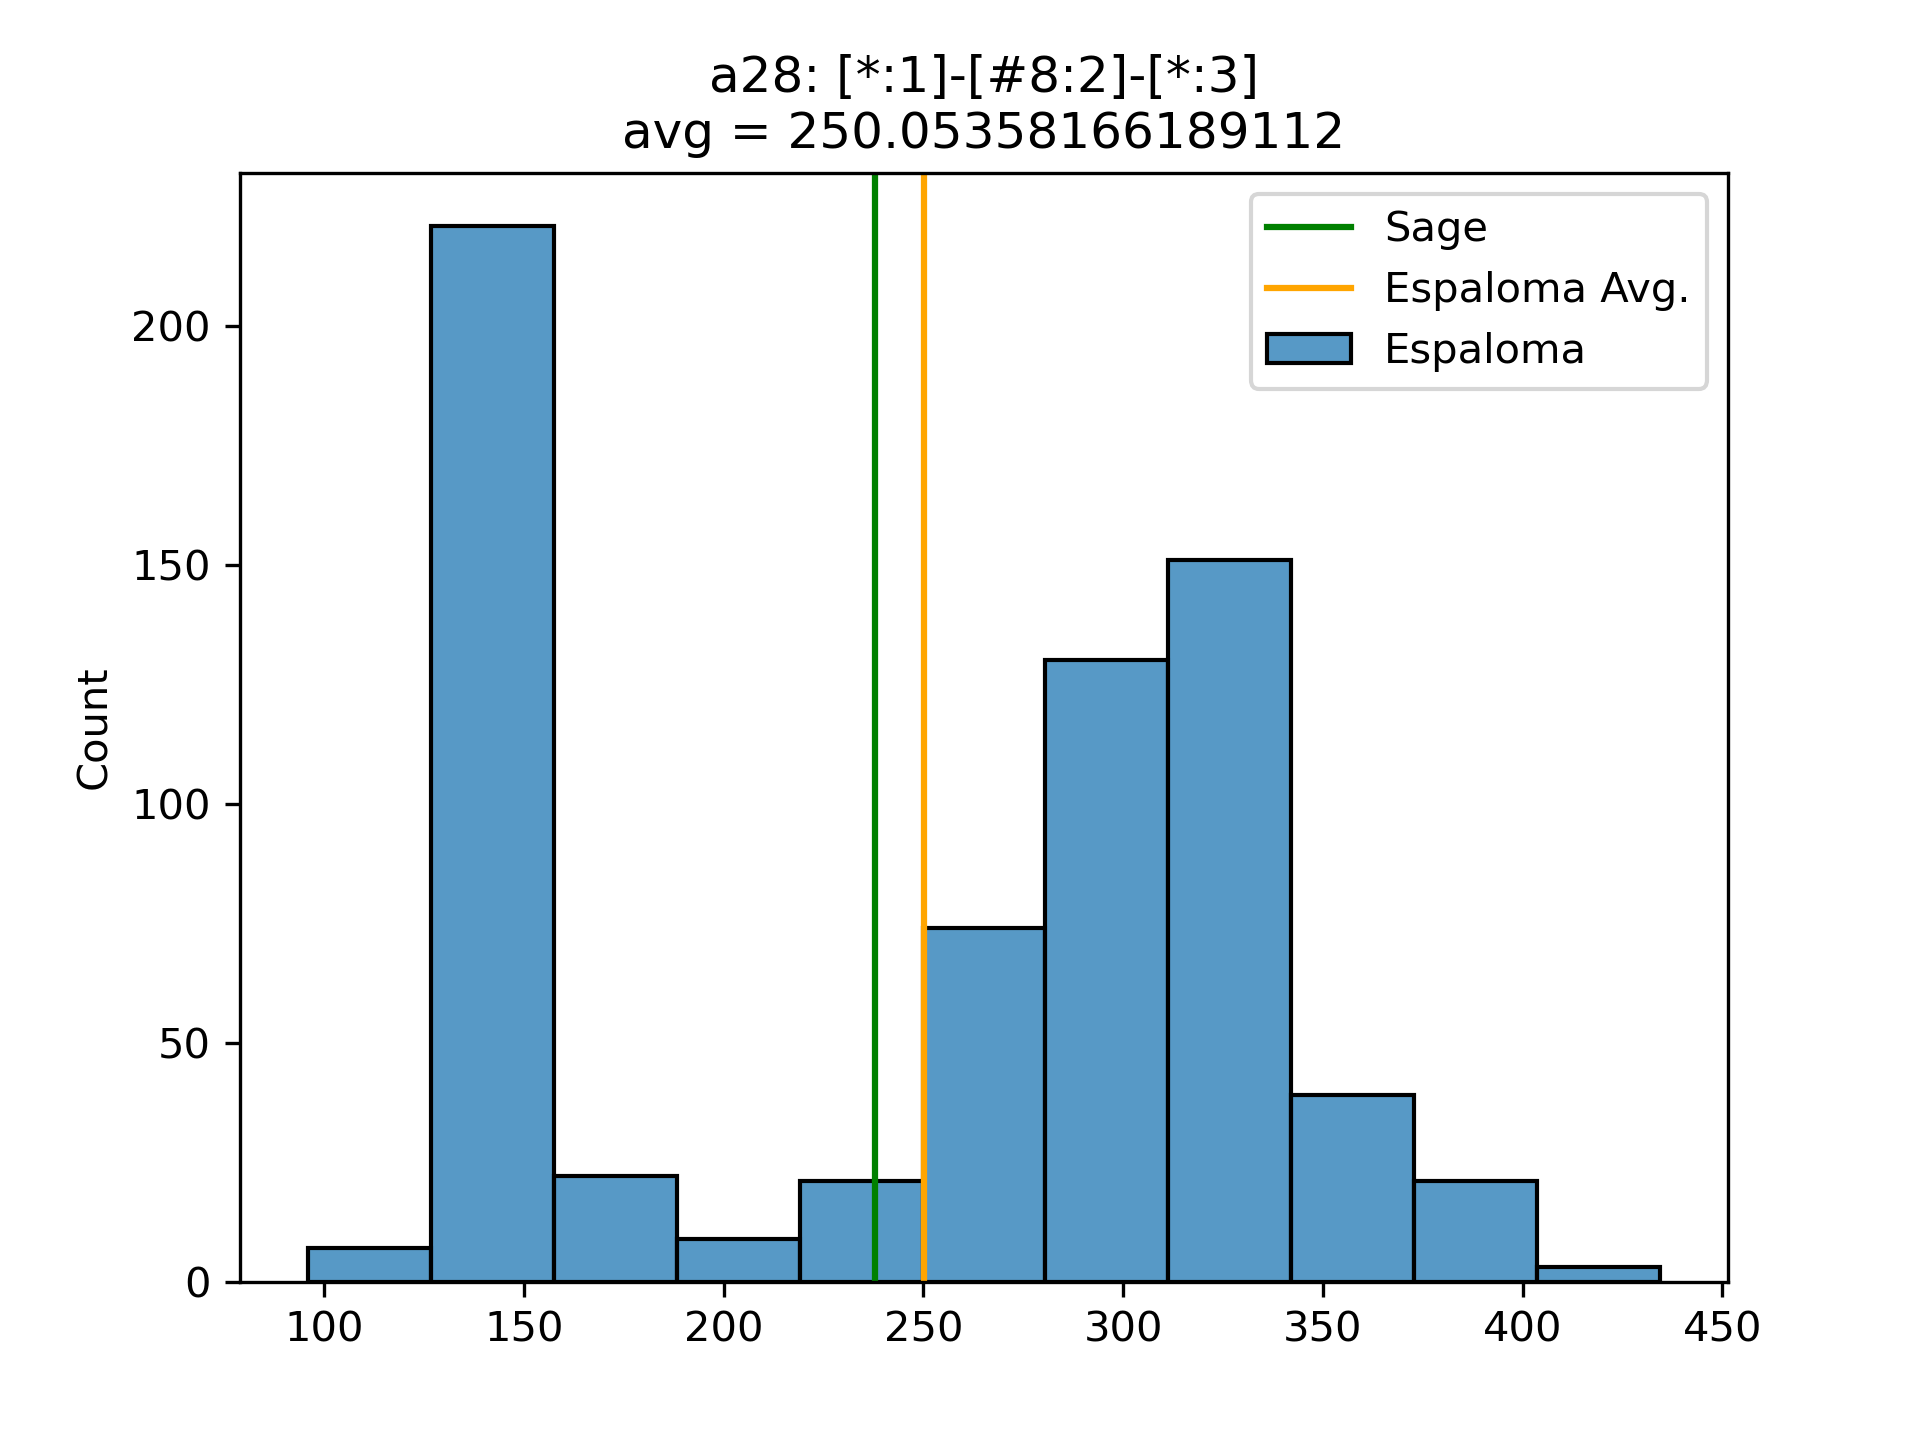 a28: [*:1]-[#8:2]-[*:3]
avg = 250.05358166189112
Sage
Espaloma Avg.
Espaloma
Count
200
150
100
50
0
100 150 200 250 300 350 400 450